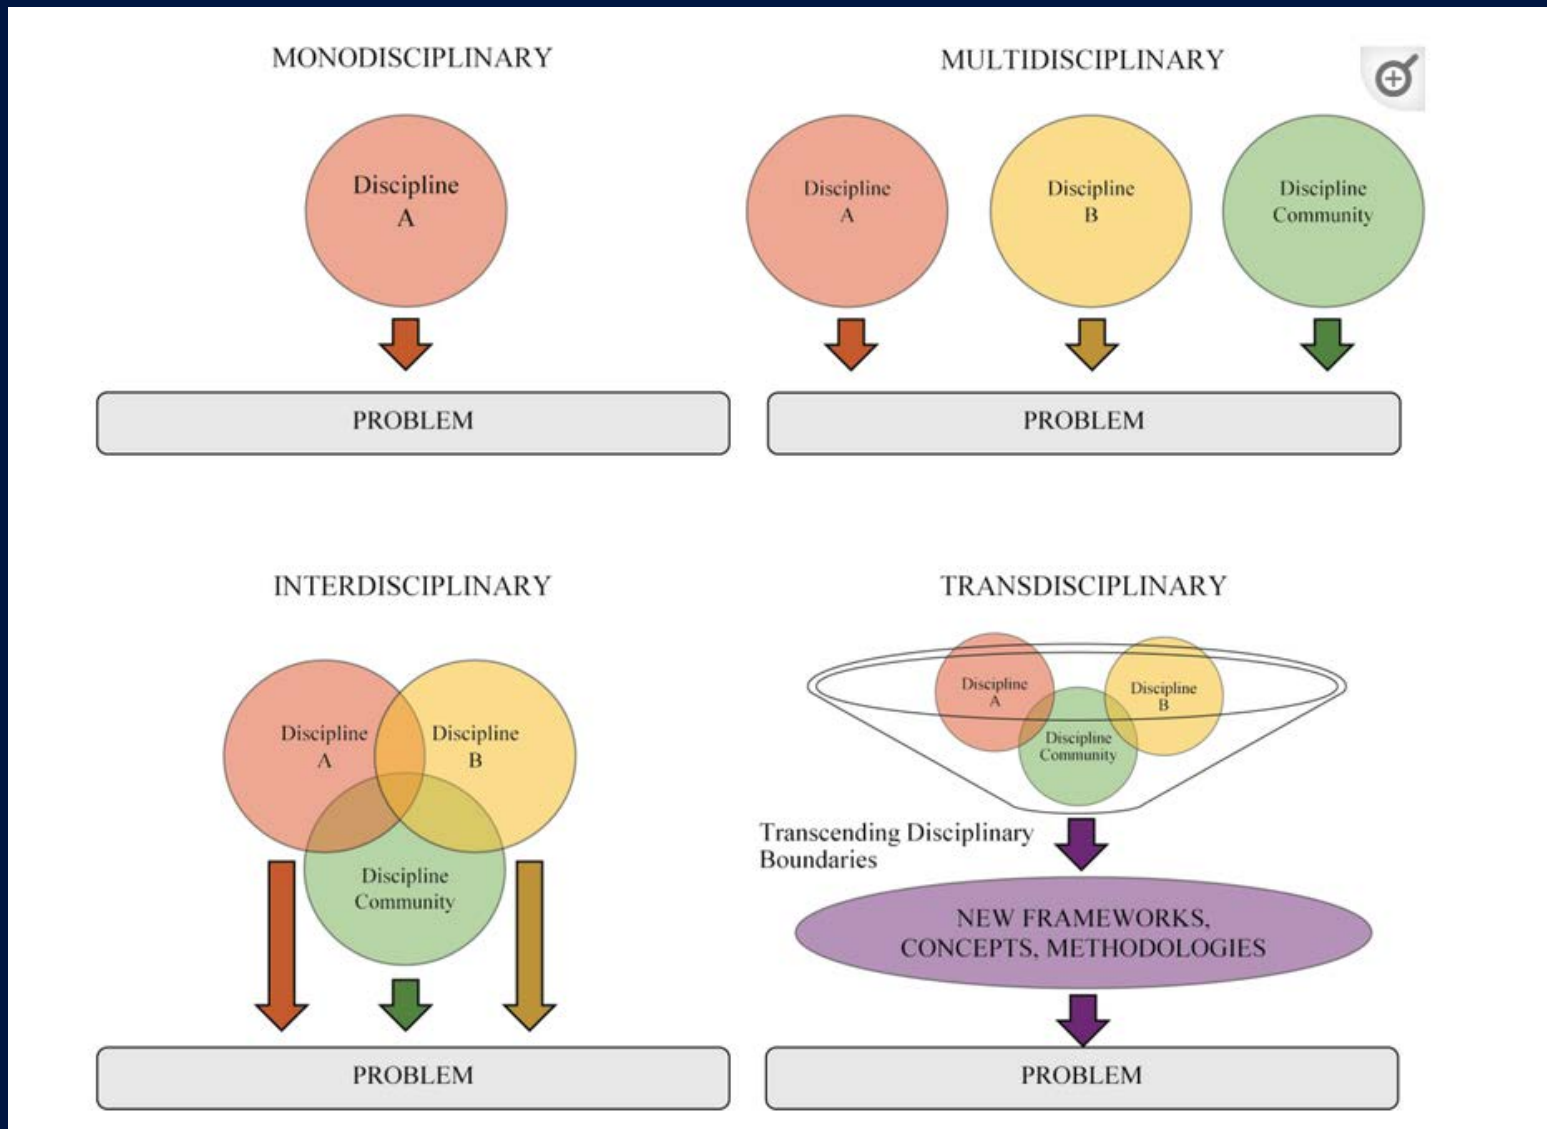 MONODISCIPLINARY
Discipline
A
PROBLEM
MULTIDISCIPLINARY
Discipline
A
Discipline
B
Discipline
Community
PROBLEM
INTERDISCIPLINARY
Discipline
A
Discipline
B
Discipline
Community
PROBLEM
TRANSDISCIPLINARY
Discipline
A
Discipline
B
Discipline
Community
Transcending Disciplinary
Boundaries
NEW FRAMEWORKS,
CONCEPTS, METHODOLOGIES
PROBLEM